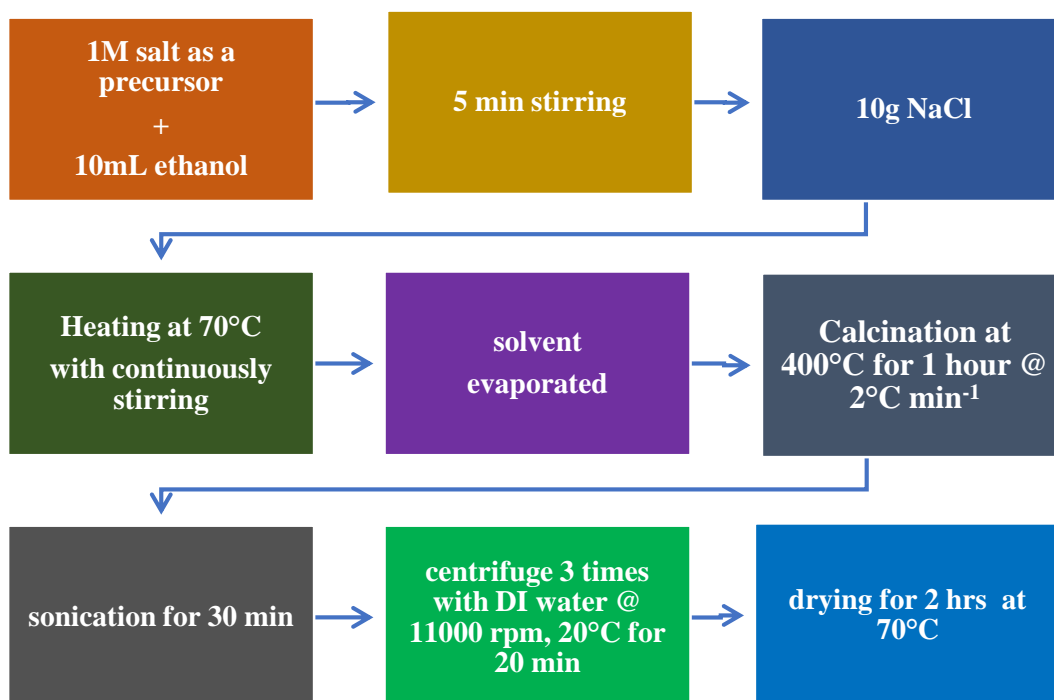 1M salt as a
precursor
+
10mL ethanol
5 min stirring
10g NaCl
Heating at 70°C
with continuously
stirring
solvent
evaporated
Calcination at
400°C for 1 hour @
2°C min⁻¹
sonication for 30 min
centrifuge 3 times
with DI water @
11000 rpm, 20°C for
20 min
drying for 2 hrs at
70°C